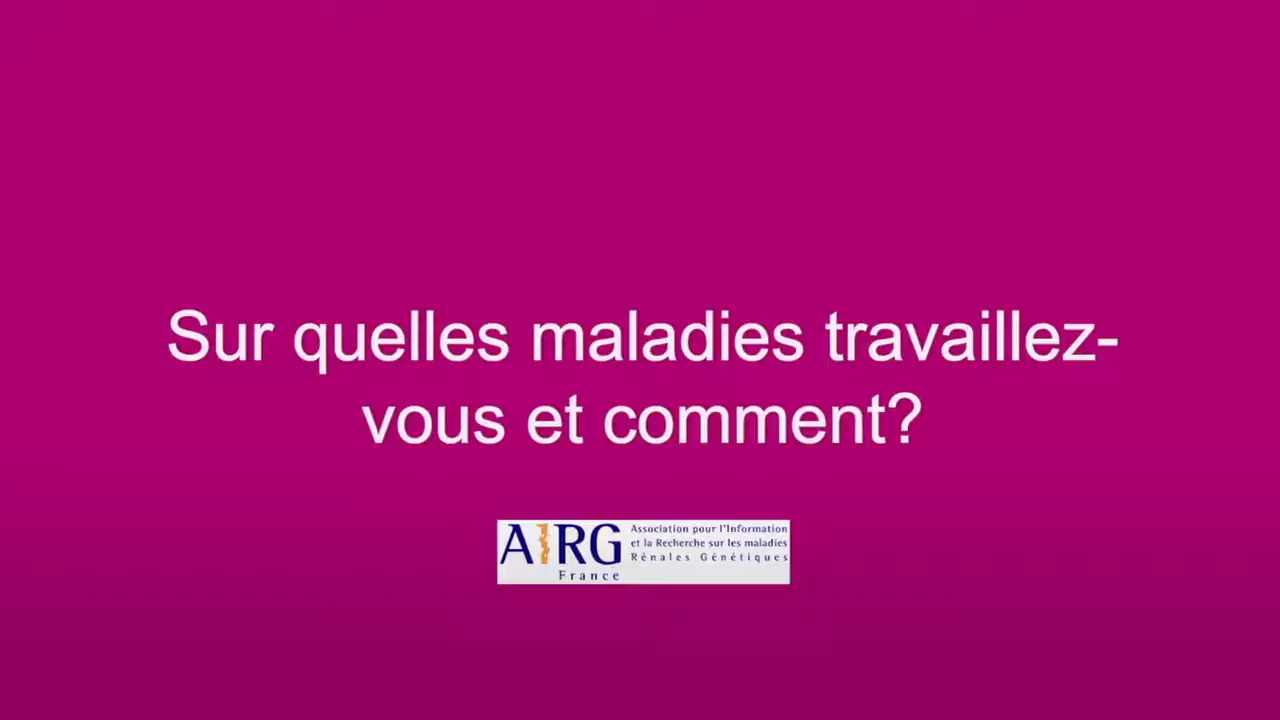 Sur quelles maladies travaillez-
vous et comment?
AIRG
France
Association pour l'Information
et la Recherche sur les maladies
Rénales Génétiques